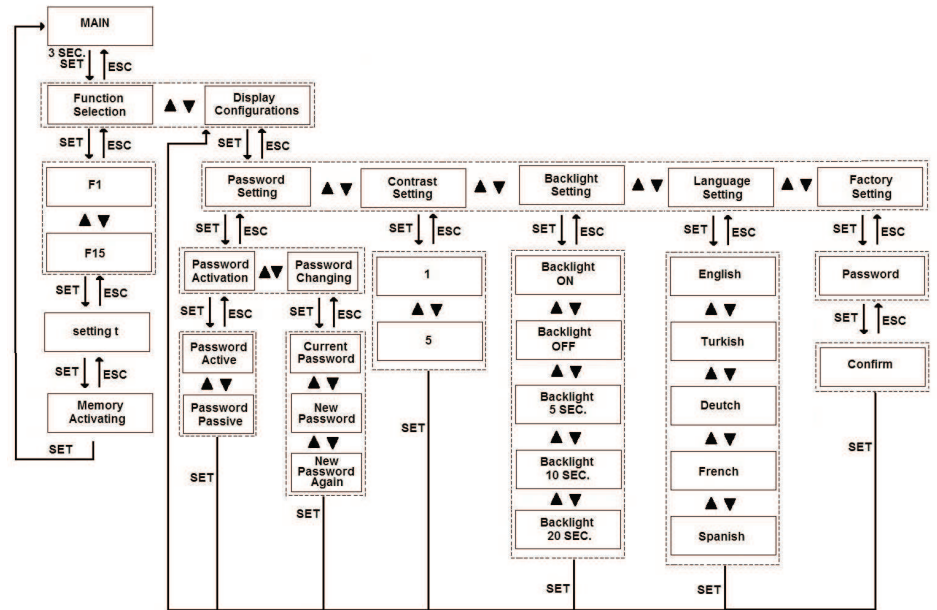 MAIN
3 SEC.
SET
ESC
Function
Selection
▲ ▼
Display
Configurations
SET
ESC
SET
ESC
F1
▲ ▼
F15
SET
ESC
setting t
SET
ESC
Memory
Activating
SET
Password
Setting
▲ ▼
Contrast
Setting
▲ ▼
Backlight
Setting
▲ ▼
Language
Setting
▲ ▼
Factory
Setting
SET
ESC
SET
ESC
SET
ESC
SET
ESC
SET
ESC
Password
Activation
▲▼
Password
Changing
SET
ESC
SET
ESC
Password
Active
▲ ▼
Password
Passive
SET
Current
Password
▲ ▼
New
Password
▲ ▼
New
Password
Again
SET
1
▲ ▼
5
SET
Backlight
ON
▲ ▼
Backlight
OFF
▲ ▼
Backlight
5 SEC.
▲ ▼
Backlight
10 SEC.
▲ ▼
Backlight
20 SEC.
SET
English
▲ ▼
Turkish
▲ ▼
Deutch
▲ ▼
French
▲ ▼
Spanish
SET
Password
SET
ESC
Confirm
SET